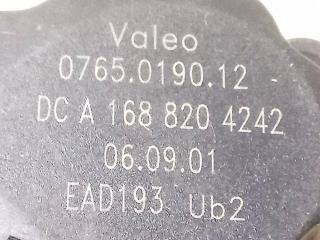 Valeo
0765.0190.12 -
DC A 168 820 4242
06.09.01
EAD193 Ub2